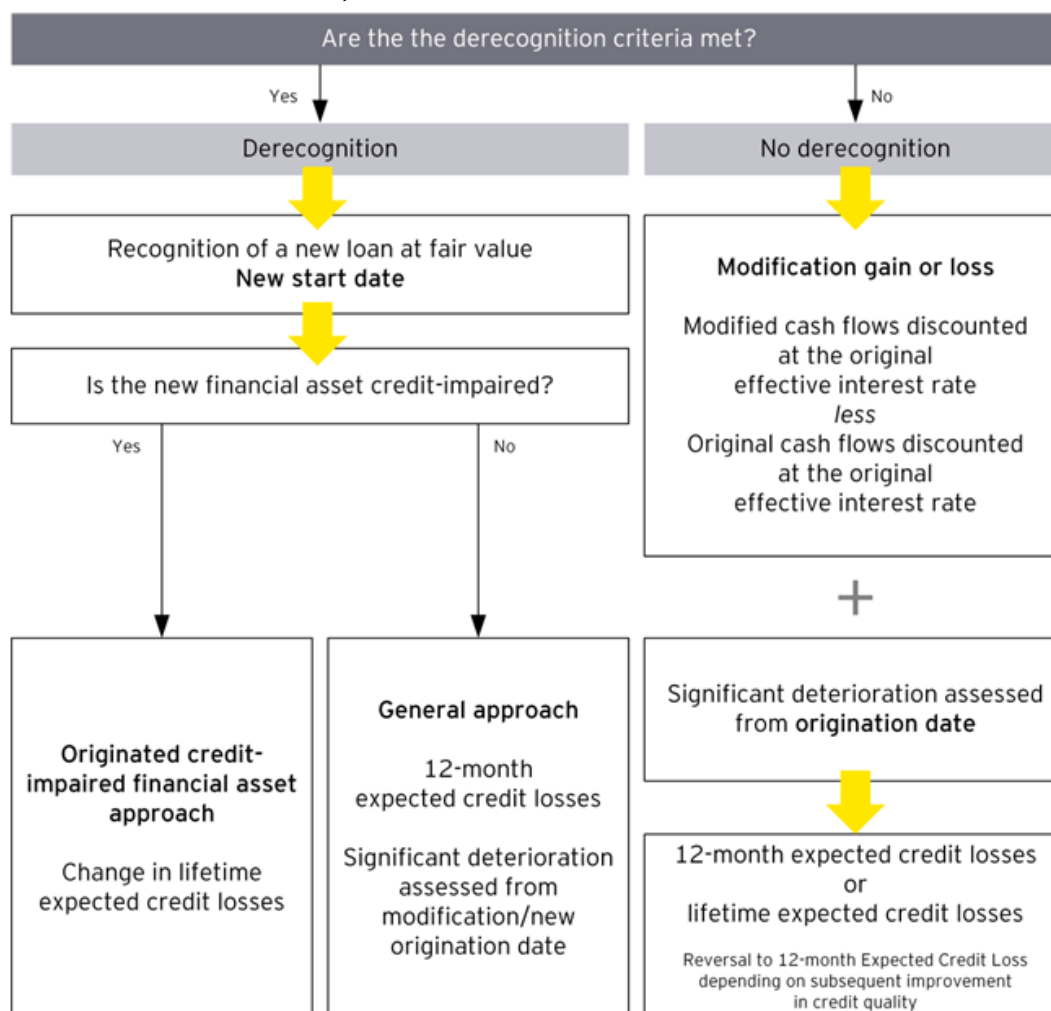 Are the the derecognition criteria met?
Yes
No
Derecognition
No derecognition
Recognition of a new loan at fair value
New start date
Is the new financial asset credit-impaired?
Yes
No
Modification gain or loss
Modified cash flows discounted
at the original
effective interest rate
less
Original cash flows discounted
at the original
effective interest rate
+
Originated credit-
impaired financial asset
approach
Change in lifetime
expected credit losses
General approach
12-month
expected credit losses
Significant deterioration
assessed from
modification/new
origination date
Significant deterioration assessed
from origination date
12-month expected credit losses
or
lifetime expected credit losses
Reversal to 12-month Expected Credit Loss
depending on subsequent improvement
in credit quality